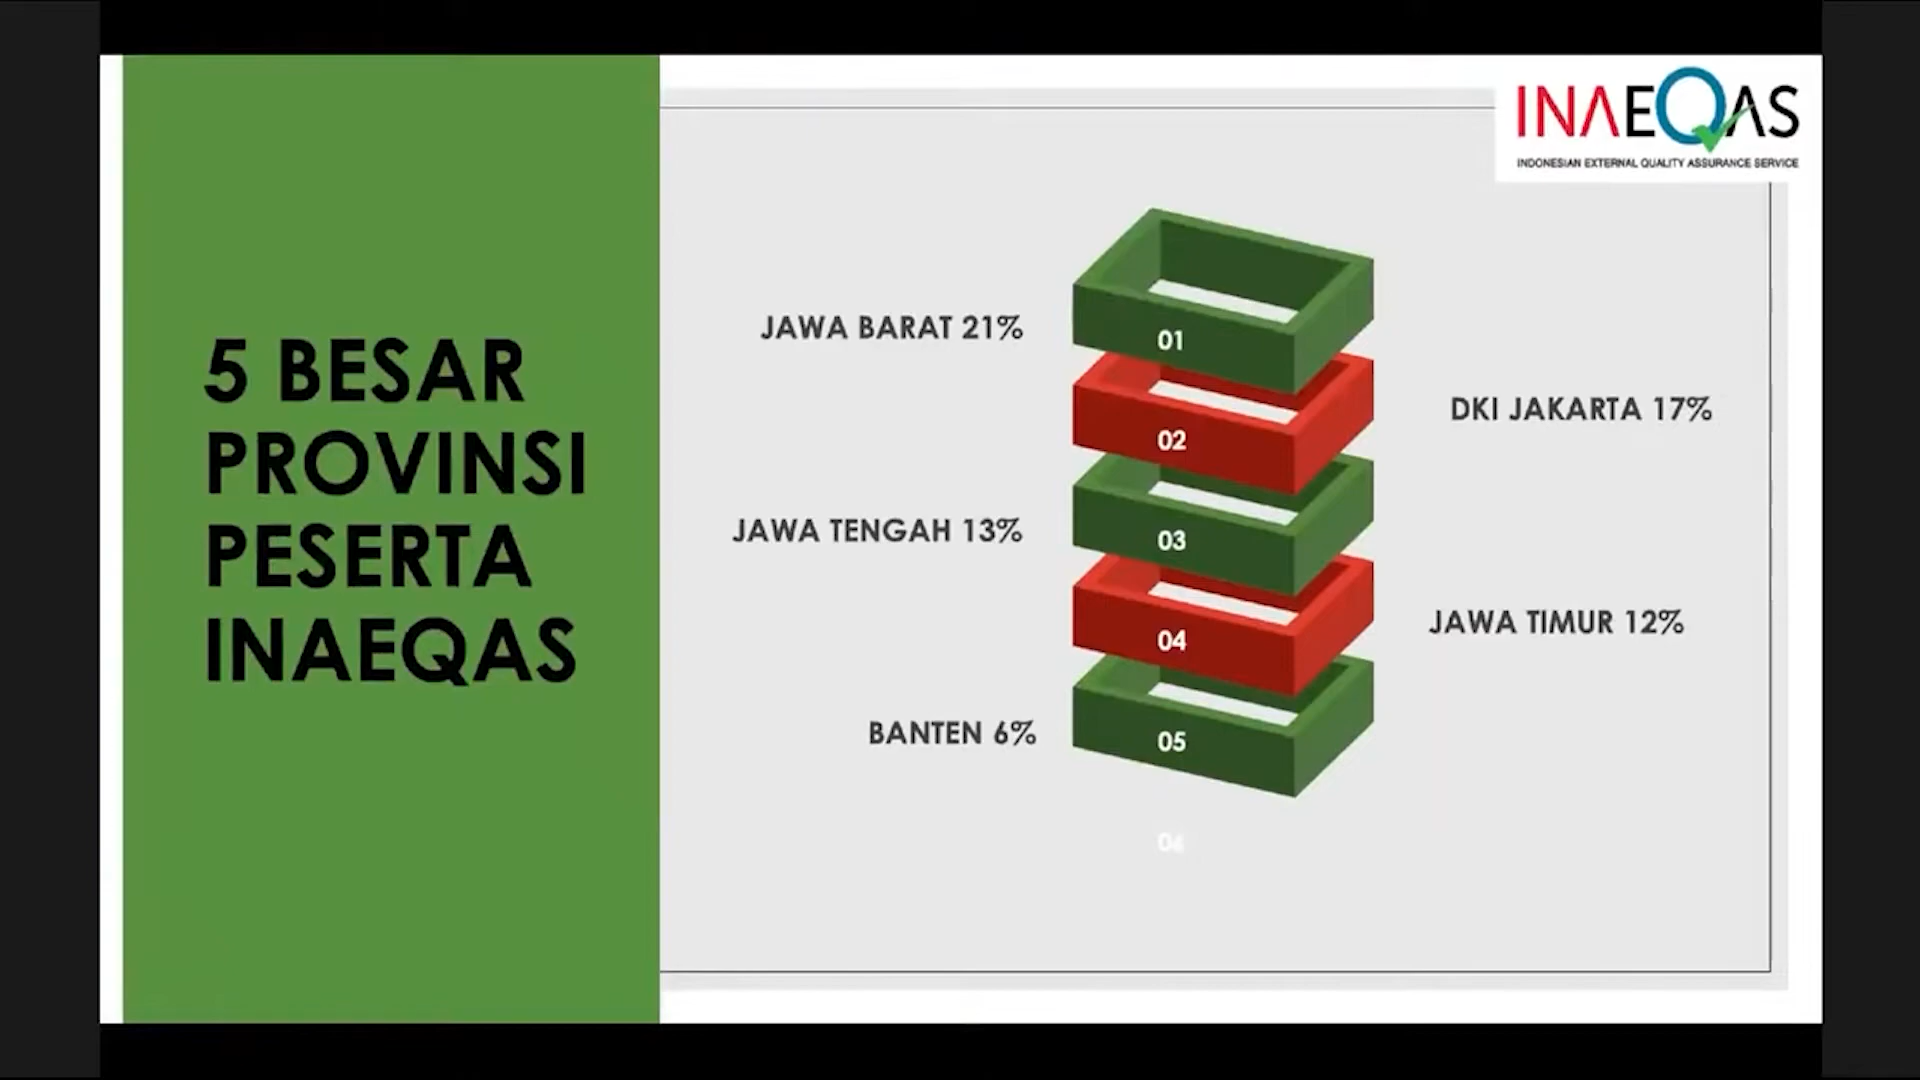 INAEQAS
INDONESIAN EXTERNAL QUALITY ASSURANCE SERVICE
5 BESAR
PROVINSI
PESERTA
INAEQAS
JAWA BARAT 21%
01
DKI JAKARTA 17%
02
JAWA TENGAH 13%
03
JAWA TIMUR 12%
04
BANTEN 6%
05
06